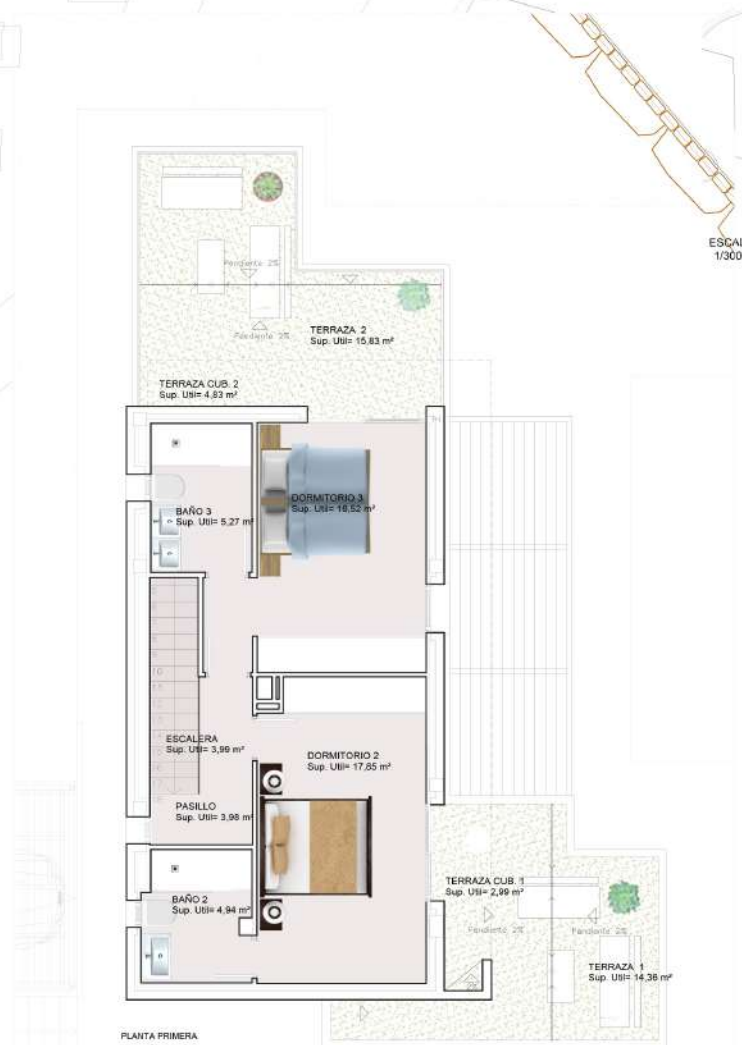 ESCAL
1/300
Pendiente 2%
Pendiente 2%
TERRAZA 2
Sup. Util= 15,83 m²
TERRAZA CUB. 2
Sup. Util= 4,83 m²
DORMITORIO 3
Sup. Util= 16,52 m²
BAÑO 3
Sup. Util= 5,27 m²
10
ESCALERA
Sup. Util= 3,99 m²
DORMITORIO 2
Sup. Util= 17,65 m²
PASILLO
Sup. Util= 3,98 m²
TERRAZA CUB. 1
Sup. Util= 2,99 m²
BAÑO 2
Sup. Util= 4,94 m²
Pendiente 2%
Pendiente 2%
TERRAZA 1
Sup. Util= 14,36 m²
PLANTA PRIMERA